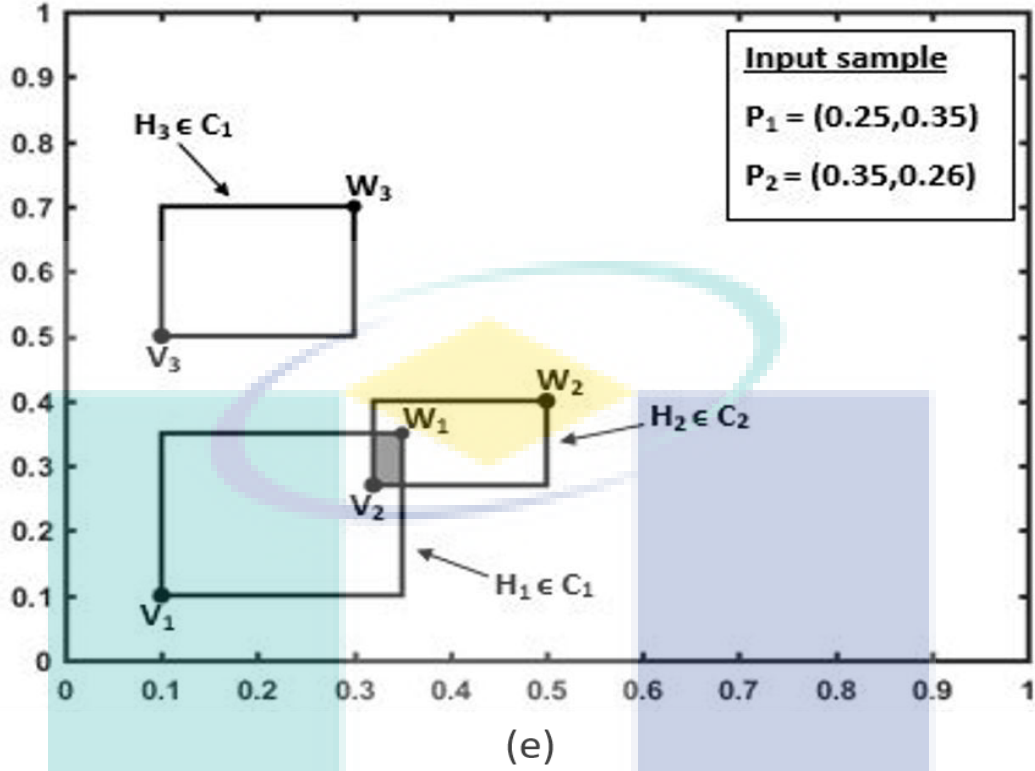 1
0.9
0.8
0.7
0.6
0.5
0.4
0.3
0.2
0.1
0
0 0.1 0.2 0.3 0.4 0.5 0.6 0.7 0.8 0.9 1
Input sample
P₁ = (0.25,0.35)
P₂ = (0.35,0.26)
H₃ ϵ C₁
W₃
V₃
W₂
W₁
H₂ ϵ C₂
V₂
H₁ ϵ C₁
V₁
(e)